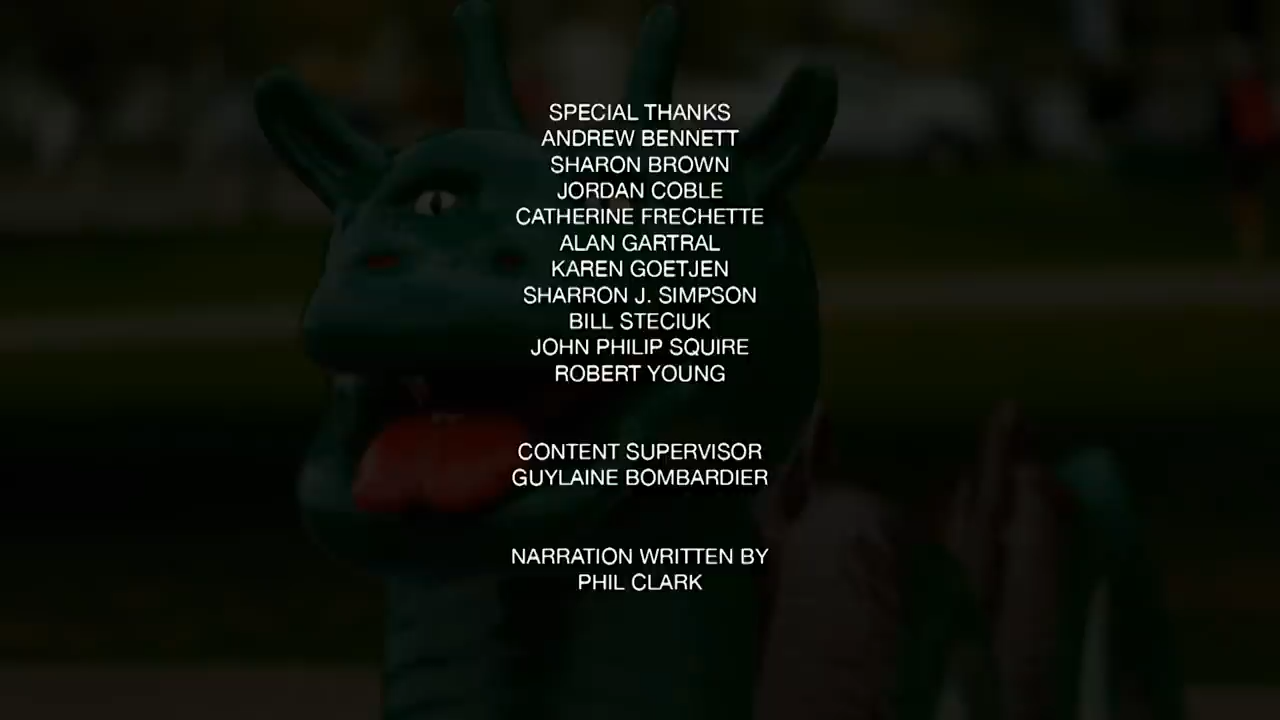 SPECIAL THANKS
ANDREW BENNETT
SHARON BROWN
JORDAN COBLE
CATHERINE FRECHETTE
ALAN GARTRAL
KAREN GOETJEN
SHARRON J. SIMPSON
BILL STECIUK
JOHN PHILIP SQUIRE
ROBERT YOUNG
CONTENT SUPERVISOR
GUYLAINE BOMBARDIER
NARRATION WRITTEN BY
PHIL CLARK